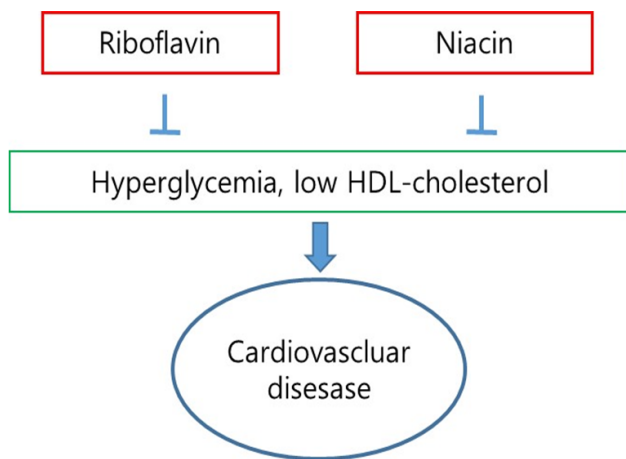 Riboflavin
Niacin
Hyperglycemia, low HDL-cholesterol
Cardiovascluar
disesase